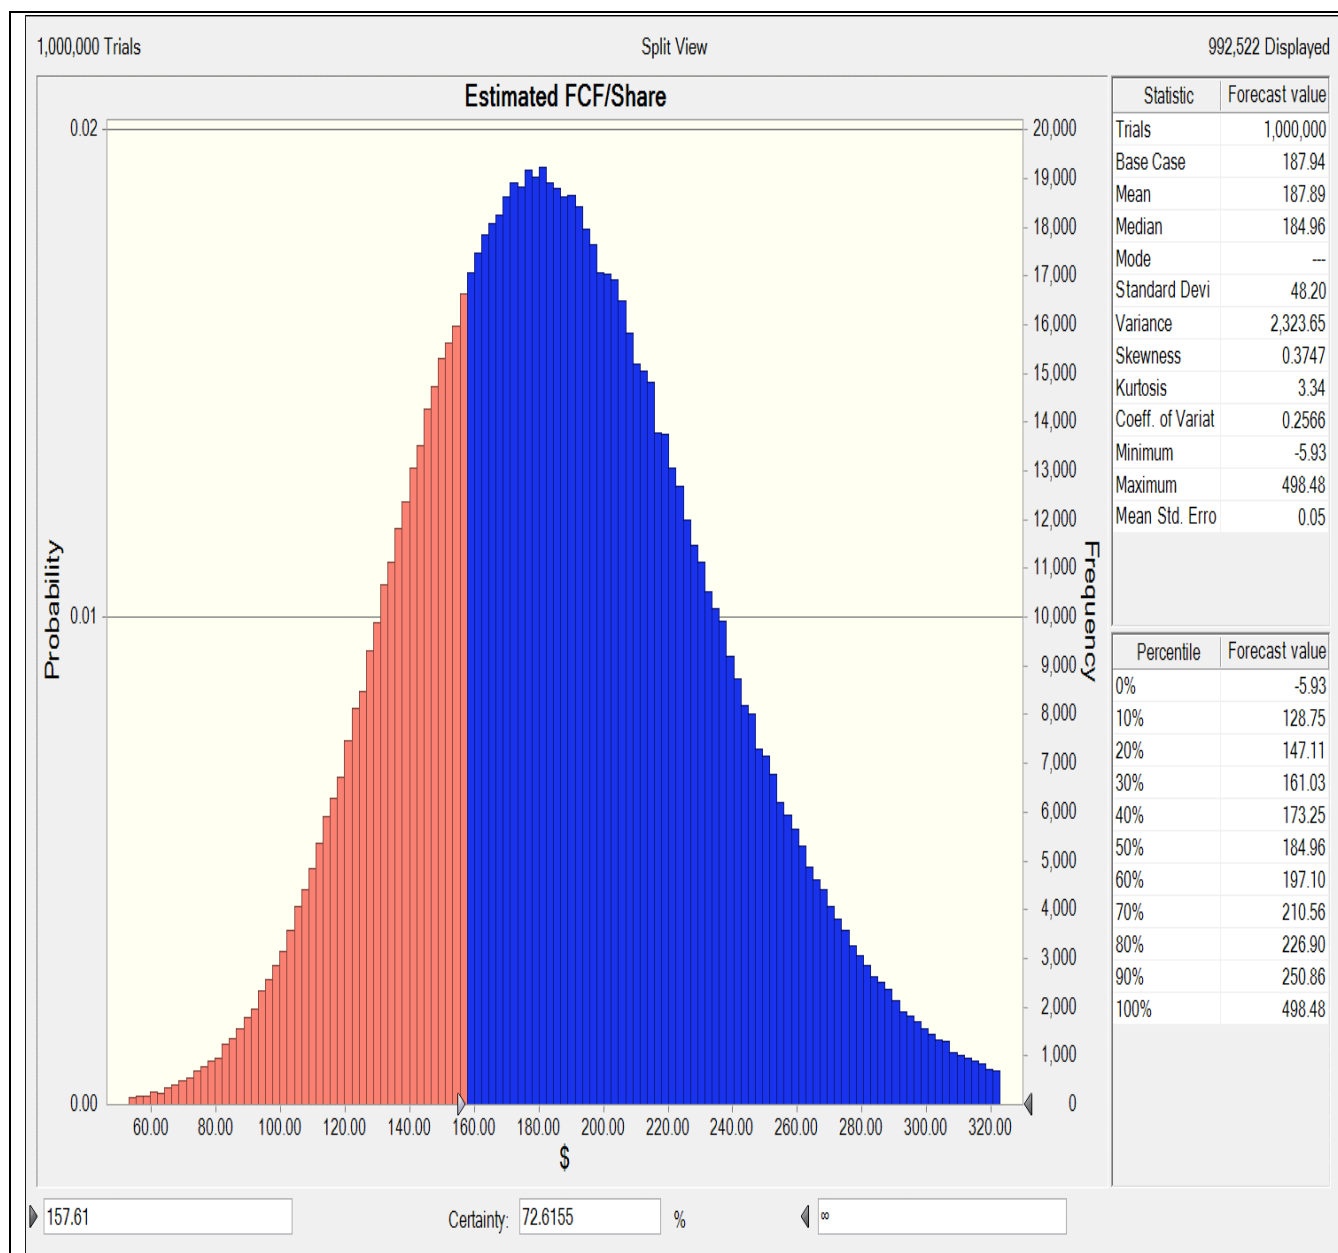 1,000,000 Trials
Split View
992,522 Displayed
Estimated FCF/Share
0.02
0.01
0.00
Probability
20,000
19,000
18,000
17,000
16,000
15,000
14,000
13,000
12,000
11,000
10,000
9,000
8,000
7,000
6,000
5,000
4,000
3,000
2,000
1,000
0
Frequency
60.00 80.00 100.00 120.00 140.00 160.00 180.00 200.00 220.00 240.00 260.00 280.00 300.00 320.00
$
Statistic Forecast value
Trials 1,000,000
Base Case 187.94
Mean 187.89
Median 184.96
Mode ---
Standard Devi 48.20
Variance 2,323.65
Skewness 0.3747
Kurtosis 3.34
Coeff. of Variat 0.2566
Minimum -5.93
Maximum 498.48
Mean Std. Erro 0.05
Percentile Forecast value
0% -5.93
10% 128.75
20% 147.11
30% 161.03
40% 173.25
50% 184.96
60% 197.10
70% 210.56
80% 226.90
90% 250.86
100% 498.48
157.61
Certainty: 72.6155 %
∞